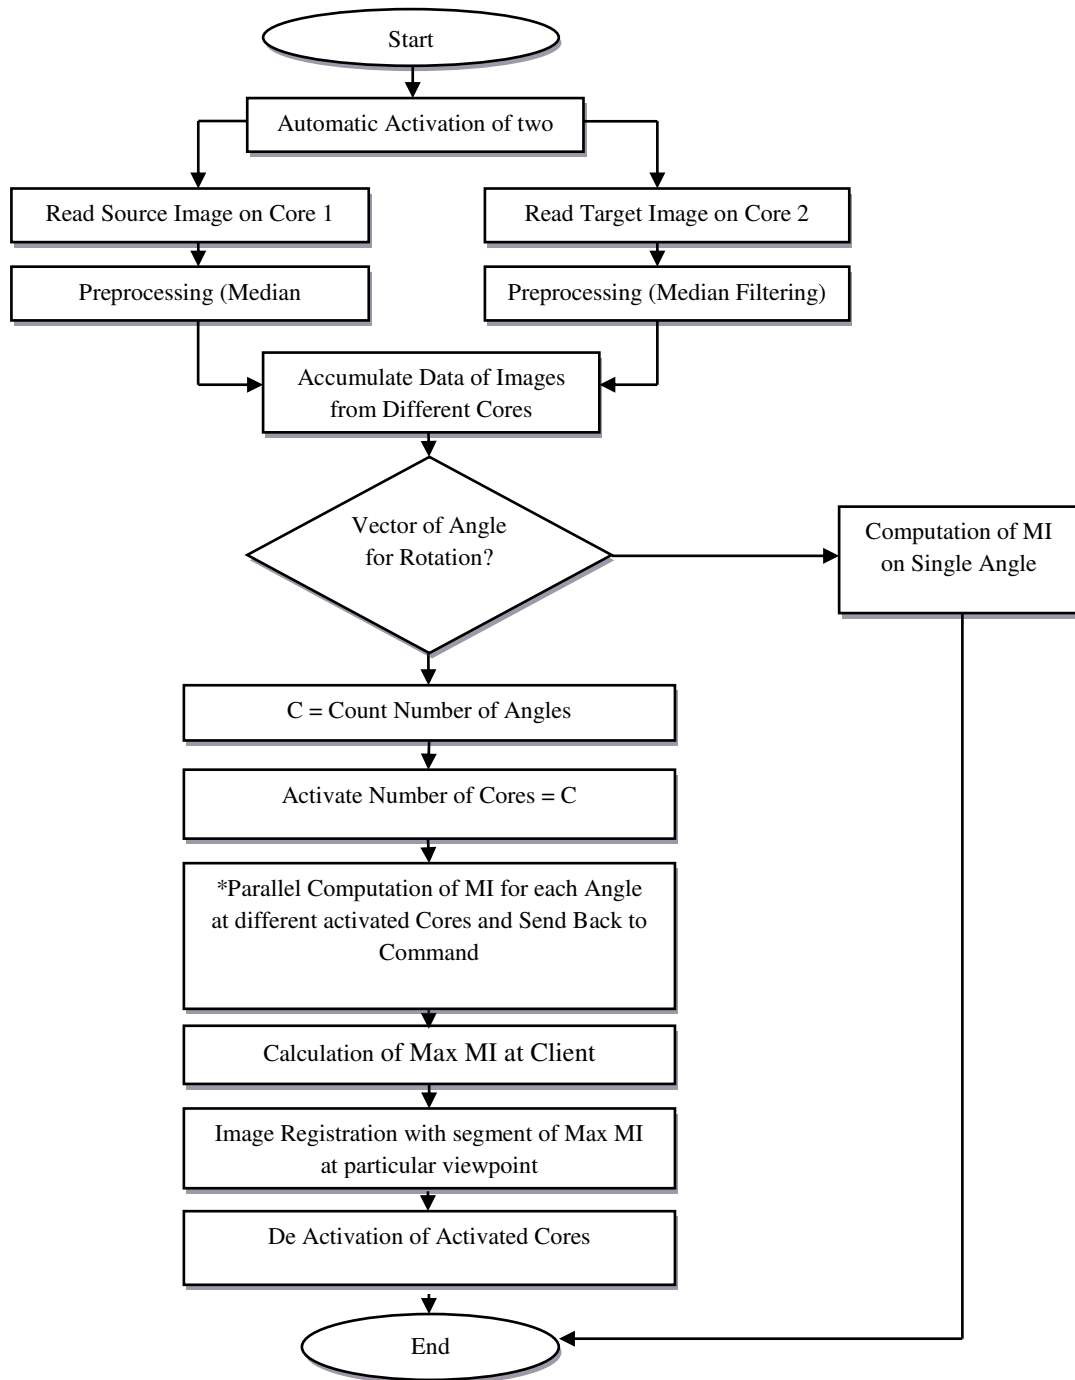 Start
Automatic Activation of two
Read Source Image on Core 1
Read Target Image on Core 2
Preprocessing (Median
Preprocessing (Median Filtering)
Accumulate Data of Images
from Different Cores
Vector of Angle
for Rotation?
Computation of MI
on Single Angle
C = Count Number of Angles
Activate Number of Cores = C
*Parallel Computation of MI for each Angle
at different activated Cores and Send Back to
Command
Calculation of Max MI at Client
Image Registration with segment of Max MI
at particular viewpoint
De Activation of Activated Cores
End